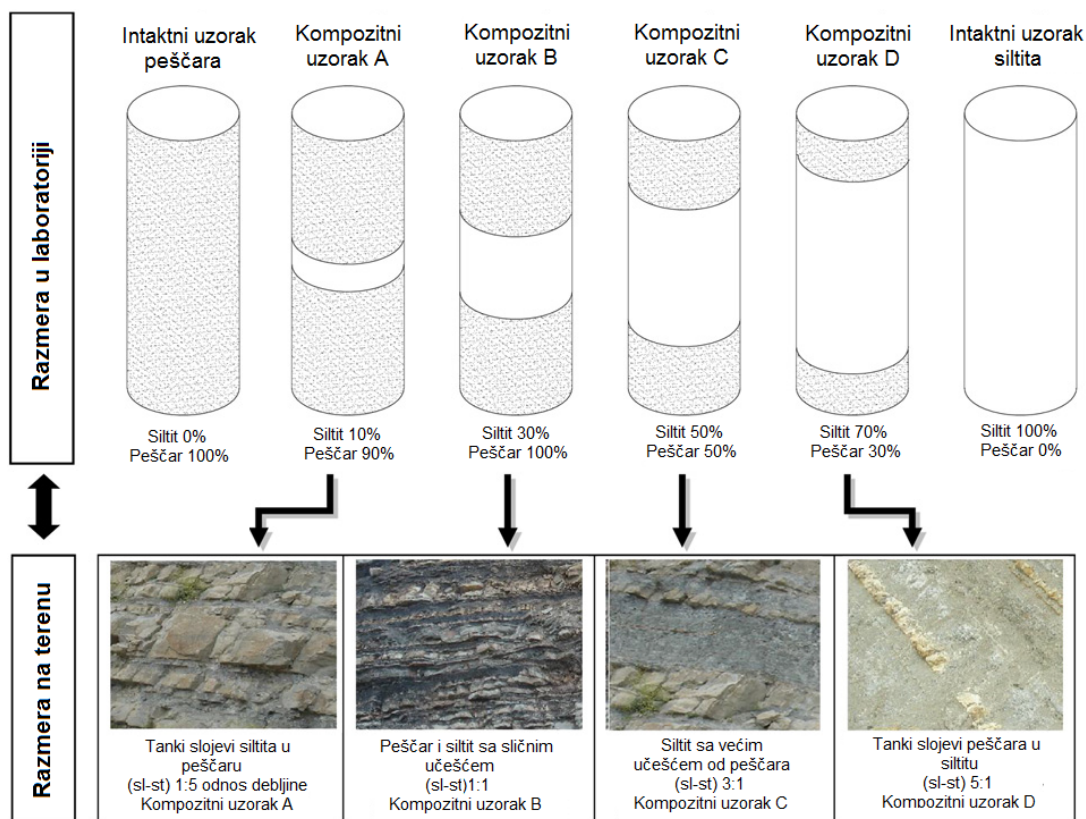 Razmera u laboratoriji
Intaktni uzorak
peščara
Kompozitni
uzorak A
Kompozitni
uzorak B
Kompozitni
uzorak C
Kompozitni
uzorak D
Intaktni uzorak
siltita
Siltit 0%
Peščar 100%
Siltit 10%
Peščar 90%
Siltit 30%
Peščar 100%
Siltit 50%
Peščar 50%
Siltit 70%
Peščar 30%
Siltit 100%
Peščar 0%
Razmera na terenu
Tanki slojevi siltita u
peščaru
(sl-st) 1:5 odnos debljine
Kompozitni uzorak A
Peščar i siltit sa sličnim
učešćem
(sl-st)1:1
Kompozitni uzorak B
Siltit sa većim
učešćem od peščara
(sl-st) 3:1
Kompozitni uzorak C
Tanki slojevi peščara u
siltitu
(sl-st) 5:1
Kompozitni uzorak D